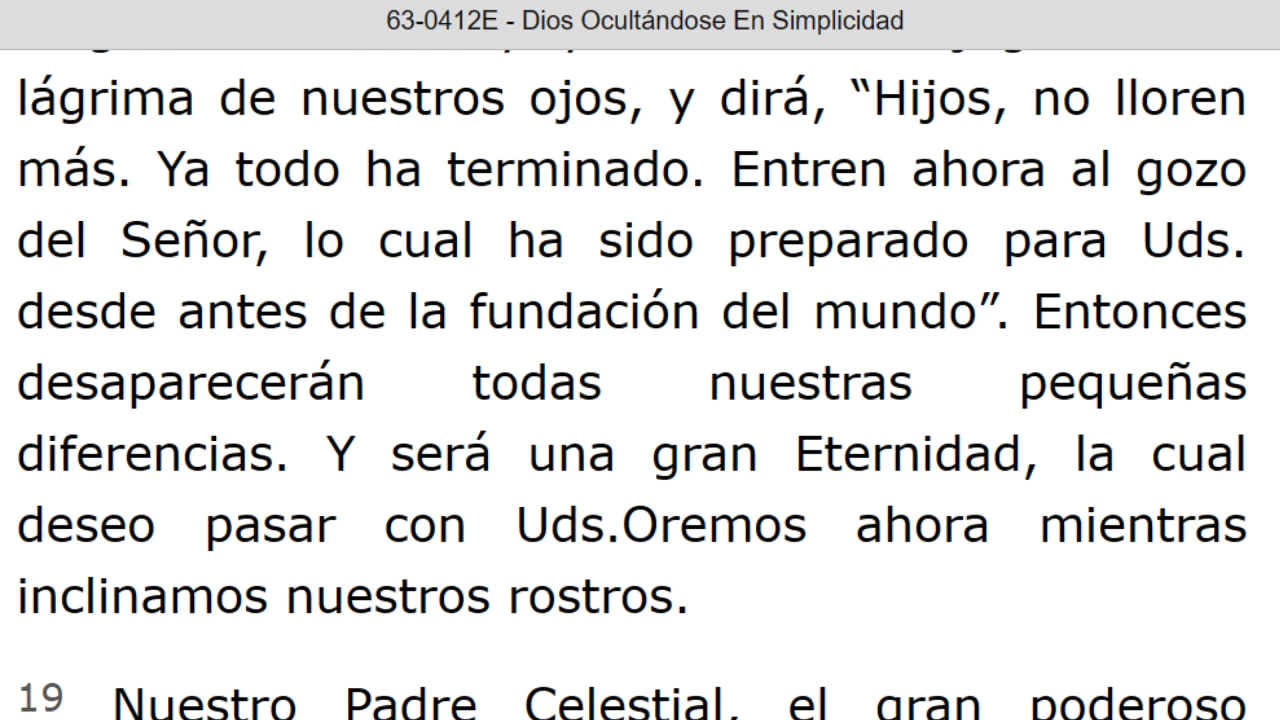 63-0412E - Dios Ocultándose En Simplicidad
lágrima de nuestros ojos, y dirá, “Hijos, no lloren
más. Ya todo ha terminado. Entren ahora al gozo
del Señor, lo cual ha sido preparado para Uds.
desde antes de la fundación del mundo”. Entonces
desaparecerán todas nuestras pequeñas
diferencias. Y será una gran Eternidad, la cual
deseo pasar con Uds.Oremos ahora mientras
inclinamos nuestros rostros.
19 Nuestro Padre Celestial, el gran poderoso